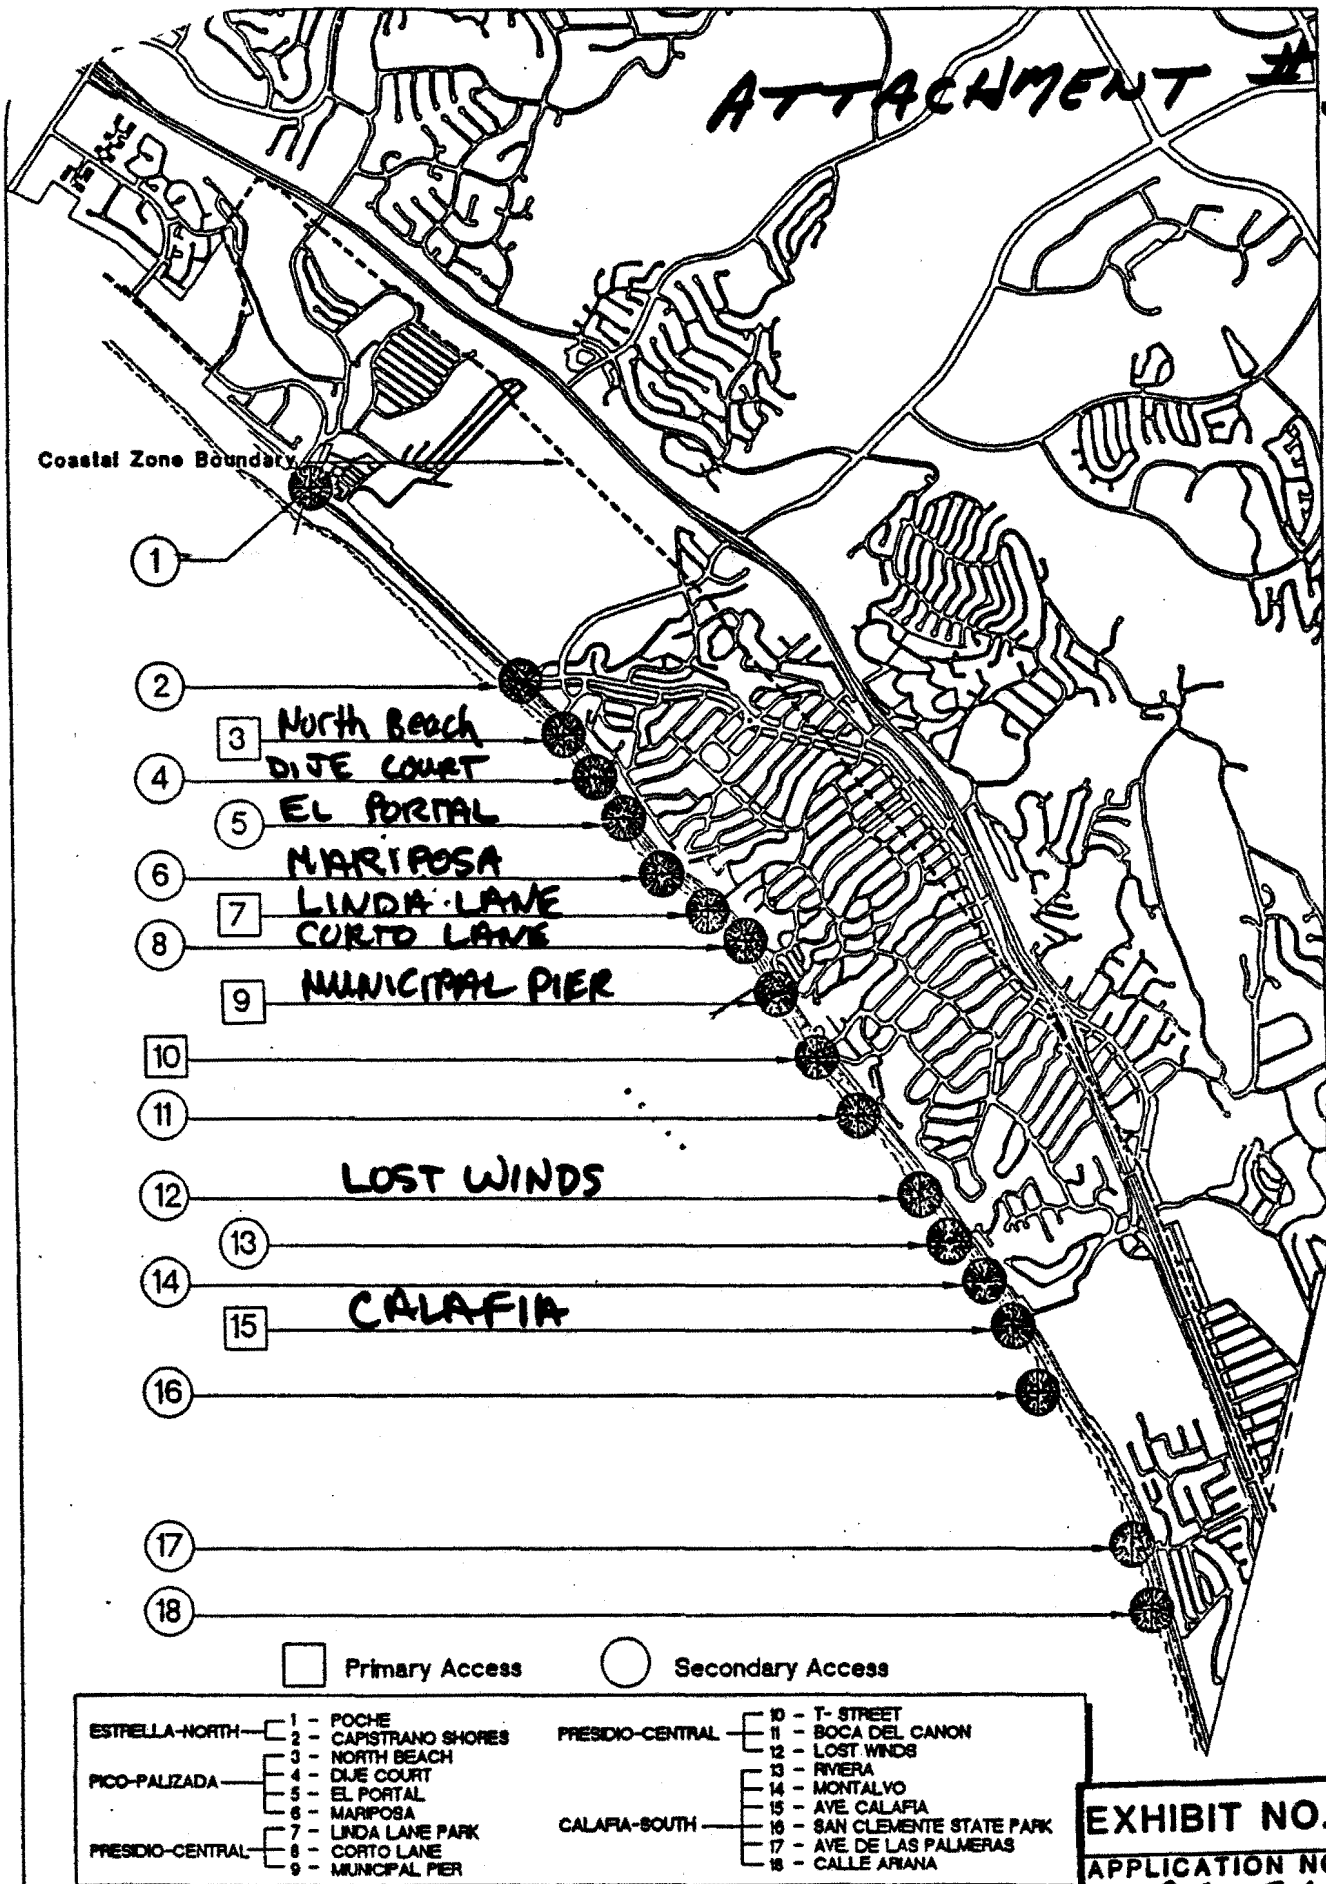 ATTACHMENT #
Coastal Zone Boundary
1
2
3 North Beach
4 DIJE COURT
5 EL PORTAL
6 MARIPOSA
7 LINDA LANE
8 CORTO LANE
9 MUNICIPAL PIER
10
11
12 LOST WINDS
13
14
15 CALAFIA
16
17
18
Primary Access Secondary Access
ESTRELLA-NORTH
1 - POCHE
2 - CAPISTRANO SHORES
PICO-PALIZADA
3 - NORTH BEACH
4 - DIJE COURT
5 - EL PORTAL
6 - MARIPOSA
PRESIDIO-CENTRAL
7 - LINDA LANE PARK
8 - CORTO LANE
9 - MUNICIPAL PIER
PRESIDIO-CENTRAL
10 - T- STREET
11 - BOCA DEL CANON
12 - LOST WINDS
CALAFIA-SOUTH
13 - RIVIERA
14 - MONTALVO
15 - AVE. CALAFIA
16 - SAN CLEMENTE STATE PARK
17 - AVE. DE LAS PALMERAS
18 - CALLE ARIANA
EXHIBIT NO.
APPLICATION NO